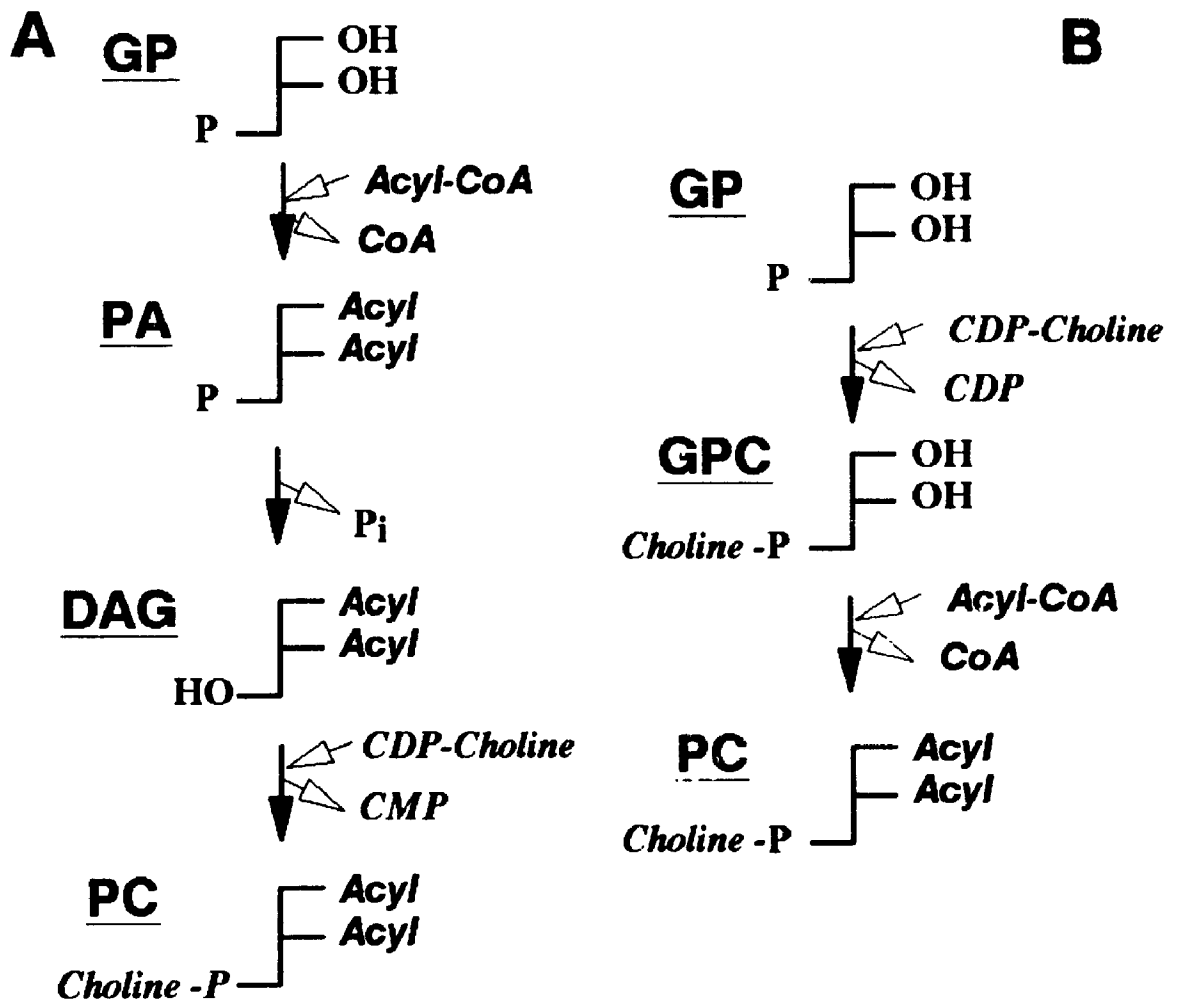 A
GP
OH
OH
P
Acyl-CoA
CoA
PA
Acyl
Acyl
P
Pi
DAG
Acyl
Acyl
HO
CDP-Choline
CMP
PC
Acyl
Acyl
Choline -P
B
GP
OH
OH
P
CDP-Choline
CDP
GPC
OH
OH
Choline -P
Acyl-CoA
CoA
PC
Acyl
Acyl
Choline -P